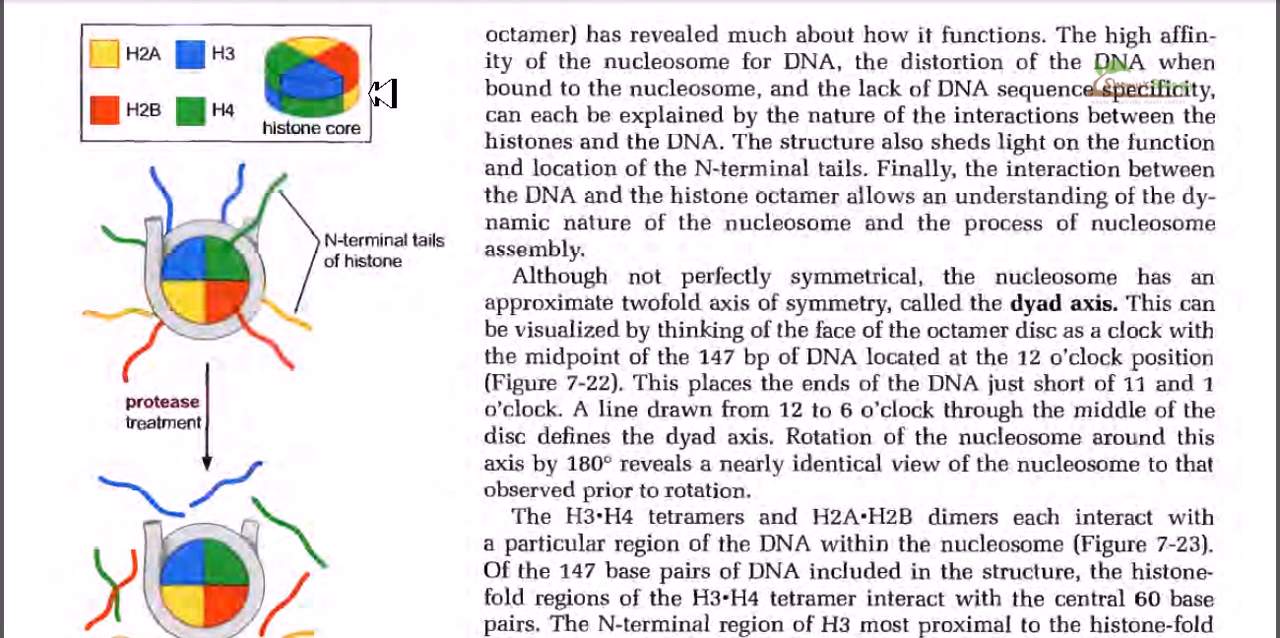 H2A H3
H2B H4
histone core
N-terminal tails
of histone
protease
treatment
octamer) has revealed much about how it functions. The high affin-
ity of the nucleosome for DNA, the distortion of the DNA when
bound to the nucleosome, and the lack of DNA sequence specificity,
can each be explained by the nature of the interactions between the
histones and the DNA. The structure also sheds light on the function
and location of the N-terminal tails. Finally, the interaction between
the DNA and the histone octamer allows an understanding of the dy-
namic nature of the nucleosome and the process of nucleosome
assembly.
Although not perfectly symmetrical, the nucleosome has an
approximate twofold axis of symmetry, called the dyad axis. This can
be visualized by thinking of the face of the octamer disc as a clock with
the midpoint of the 147 bp of DNA located at the 12 o'clock position
(Figure 7-22). This places the ends of the DNA just short of 11 and 1
o'clock. A line drawn from 12 to 6 o'clock through the middle of the
disc defines the dyad axis. Rotation of the nucleosome around this
axis by 180° reveals a nearly identical view of the nucleosome to that
observed prior to rotation.
The H3•H4 tetramers and H2A•H2B dimers each interact with
a particular region of the DNA within the nucleosome (Figure 7-23).
Of the 147 base pairs of DNA included in the structure, the histone-
fold regions of the H3•H4 tetramer interact with the central 60 base
pairs. The N-terminal region of H3 most proximal to the histone-fold